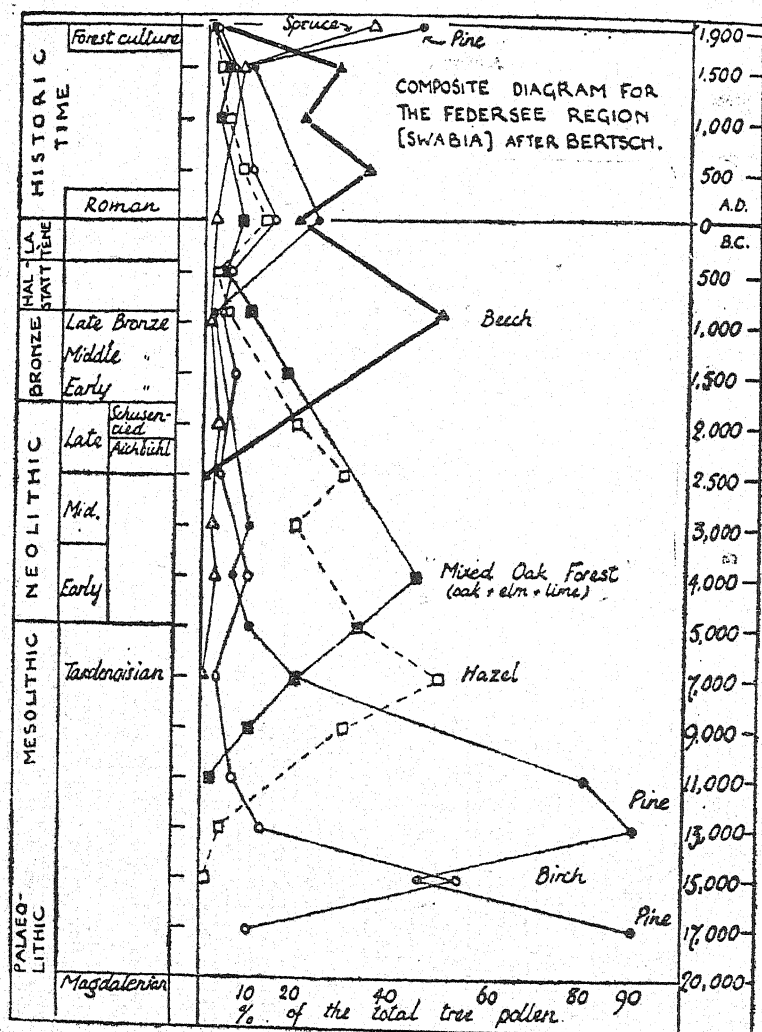 Forest culture
Spruce
Pine
1,900
1,500
COMPOSITE DIAGRAM FOR
THE FEDERSEE REGION
[SWABIA] AFTER BERTSCH.
HISTORIC
TIME
1,000
500
Roman
A.D.
0
B.C.
LA
TÈNE
HAL-
STATT
500
BRONZE
Late Bronze
Beech
1,000
Middle "
Early "
1,500
NEOLITHIC
Late
Schusen-
ried
Aichbühl
2,000
2,500
Mid.
3,000
Mixed Oak Forest
(oak + elm + lime)
4,000
Early
5,000
MESOLITHIC
Tardenoisian
Hazel
7,000
9,000
11,000
Pine
13,000
Birch
15,000
PALAEO-
LITHIC
Pine
17,000
Magdalenian
20,000
10 20 40 60 80 90
% of the total tree pollen.